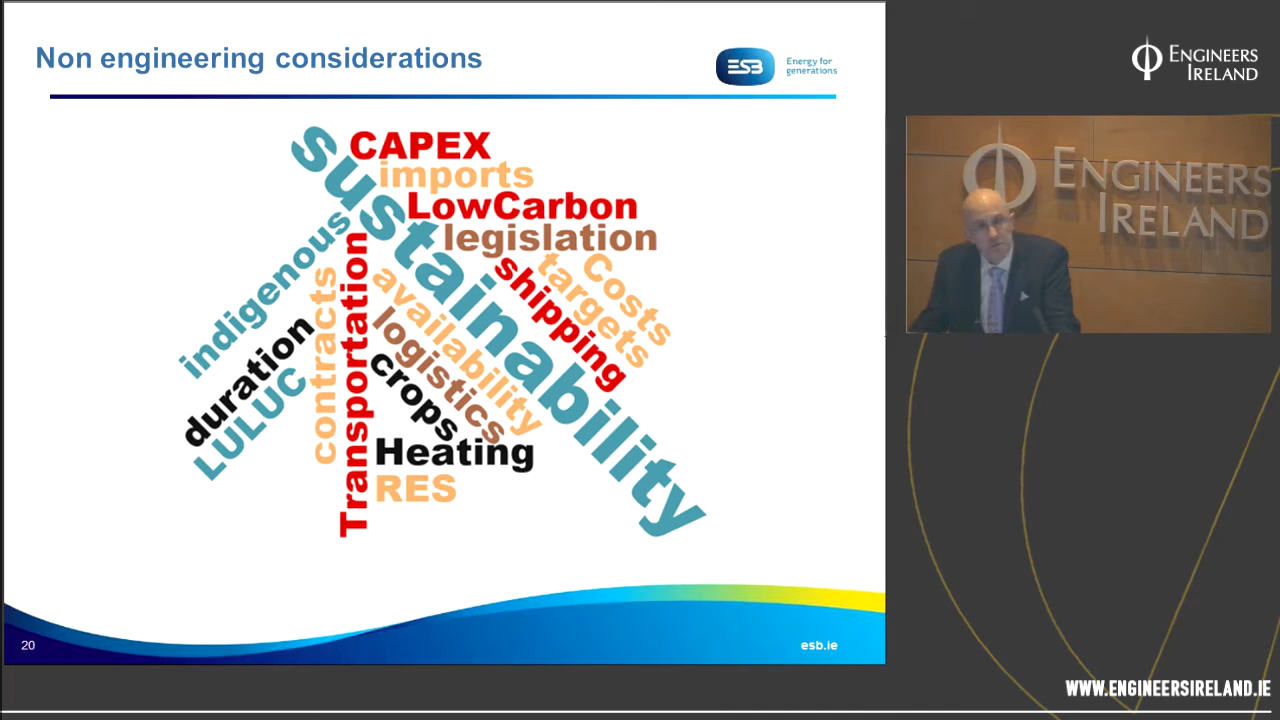 Non engineering considerations
ESB
Energy for
generations
sustainability
CAPEX
imports
LowCarbon
legislation
indigenous
Transportation
contracts
shipping
targets
Costs
availability
logistics
crops
duration
LULUC
Heating
RES
20
esb.ie
ENGINEERS
IRELAND
ENGINEERS
IRELAND
WWW.ENGINEERSIRELAND.IE